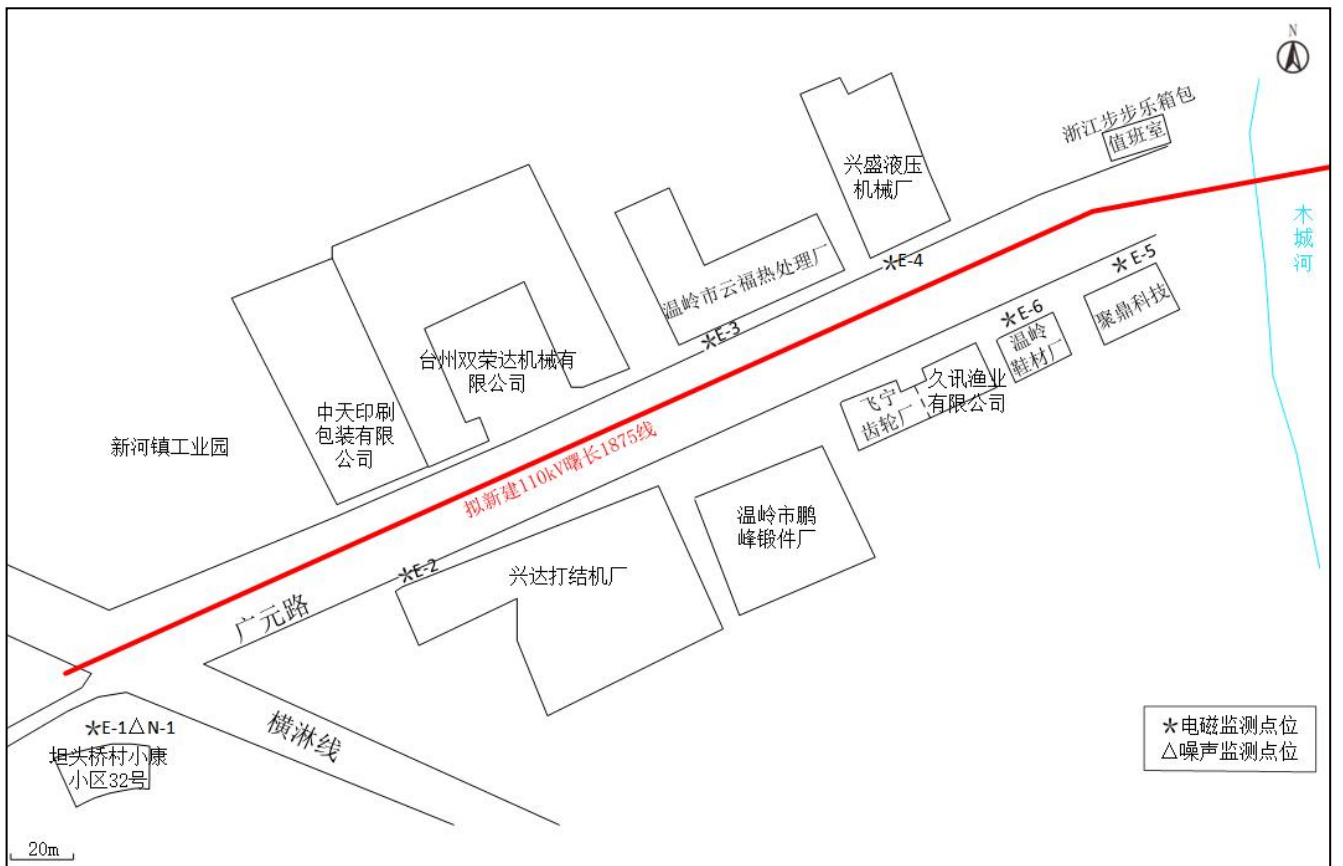 N
浙江步步乐箱包
值班室
兴盛液压
机械厂
木
城
河
温岭市云福热处理厂
E-4
E-5
聚鼎科技
E-3
E-6
温岭
鞋材厂
台州双荣达机械有
限公司
久讯渔业
有限公司
飞宁
齿轮厂
中天印刷
包装有限
公司
新河镇工业园
拟新建110kV曙长1875线
温岭市鹏
峰锻件厂
E-2
兴达打结机厂
广元路
横淋线
E-1△N-1
坦头桥村小康
小区32号
电磁监测点位
△噪声监测点位
20m